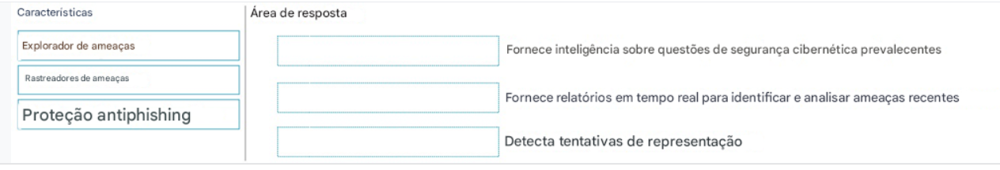 Características
Área de resposta
Explorador de ameaças
Fornece inteligência sobre questões de segurança cibernética prevalecentes
Rastreadores de ameaças
Fornece relatórios em tempo real para identificar e analisar ameaças recentes
Proteção antiphishing
Detecta tentativas de representação